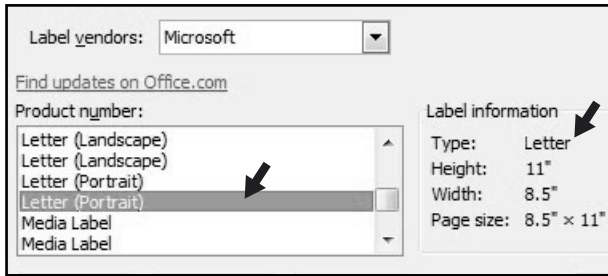 Label vendors: Microsoft
Find updates on Office.com
Product number:
Letter (Landscape)
Letter (Landscape)
Letter (Portrait)
Letter (Portrait)
Media Label
Media Label
Label information
Type: Letter
Height: 11"
Width: 8.5"
Page size: 8.5" × 11"